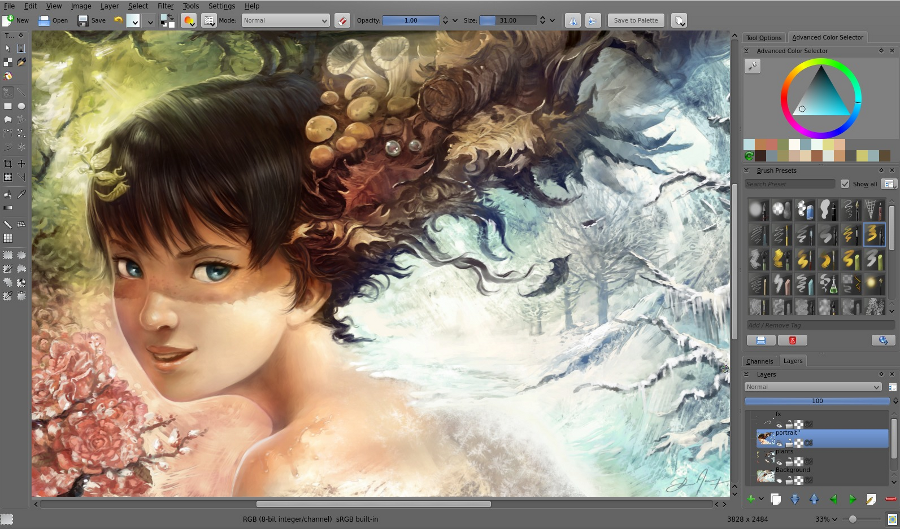 File Edit View Image Layer Select Filter Tools Settings Help
New Open Save Mode: Normal Opacity: 1.00 Size: 31.00 Save to Palette
T...
Tool Options Advanced Color Selector
Advanced Color Selector
Brush Presets
Search Preset Show all
Add / Remove Tag
Channels Layers
Layers
Normal
100
fx
portrait
plants
Background
RGB (8-bit integer/channel) sRGB built-in 3828 x 2484 33%